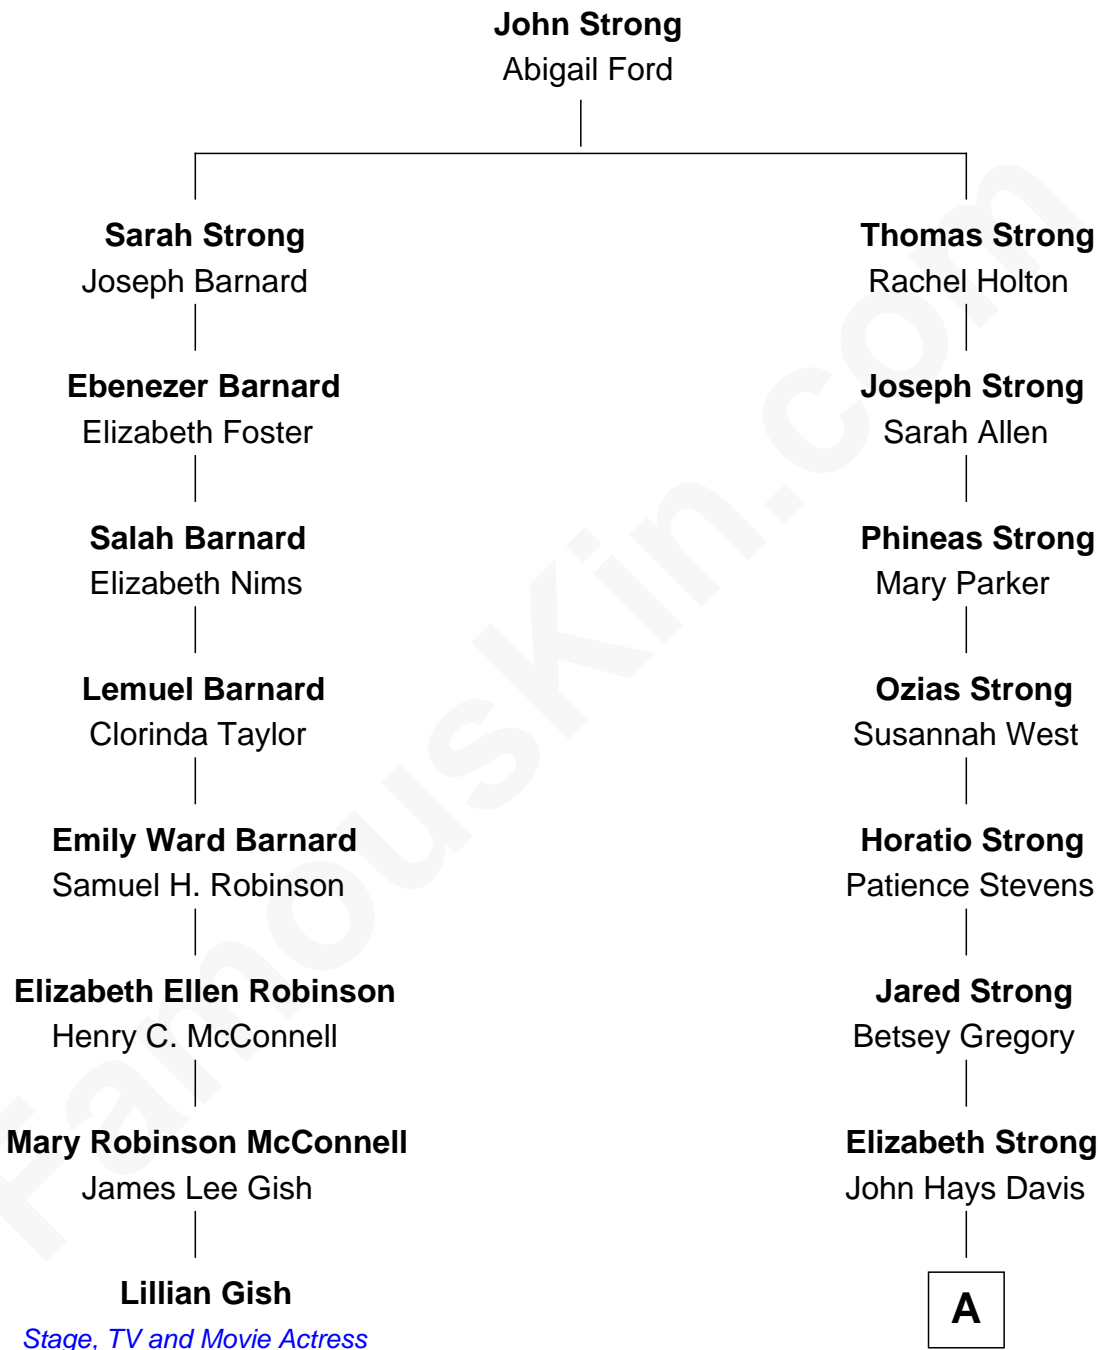 John Strong
Abigail Ford
Sarah Strong
Joseph Barnard
Thomas Strong
Rachel Holton
Ebenezer Barnard
Elizabeth Foster
Joseph Strong
Sarah Allen
Salah Barnard
Elizabeth Nims
Phineas Strong
Mary Parker
Lemuel Barnard
Clorinda Taylor
Ozias Strong
Susannah West
Emily Ward Barnard
Samuel H. Robinson
Horatio Strong
Patience Stevens
Elizabeth Ellen Robinson
Henry C. McConnell
Jared Strong
Betsey Gregory
Mary Robinson McConnell
James Lee Gish
Elizabeth Strong
John Hays Davis
Lillian Gish
Stage, TV and Movie Actress
A
FamousKin.com